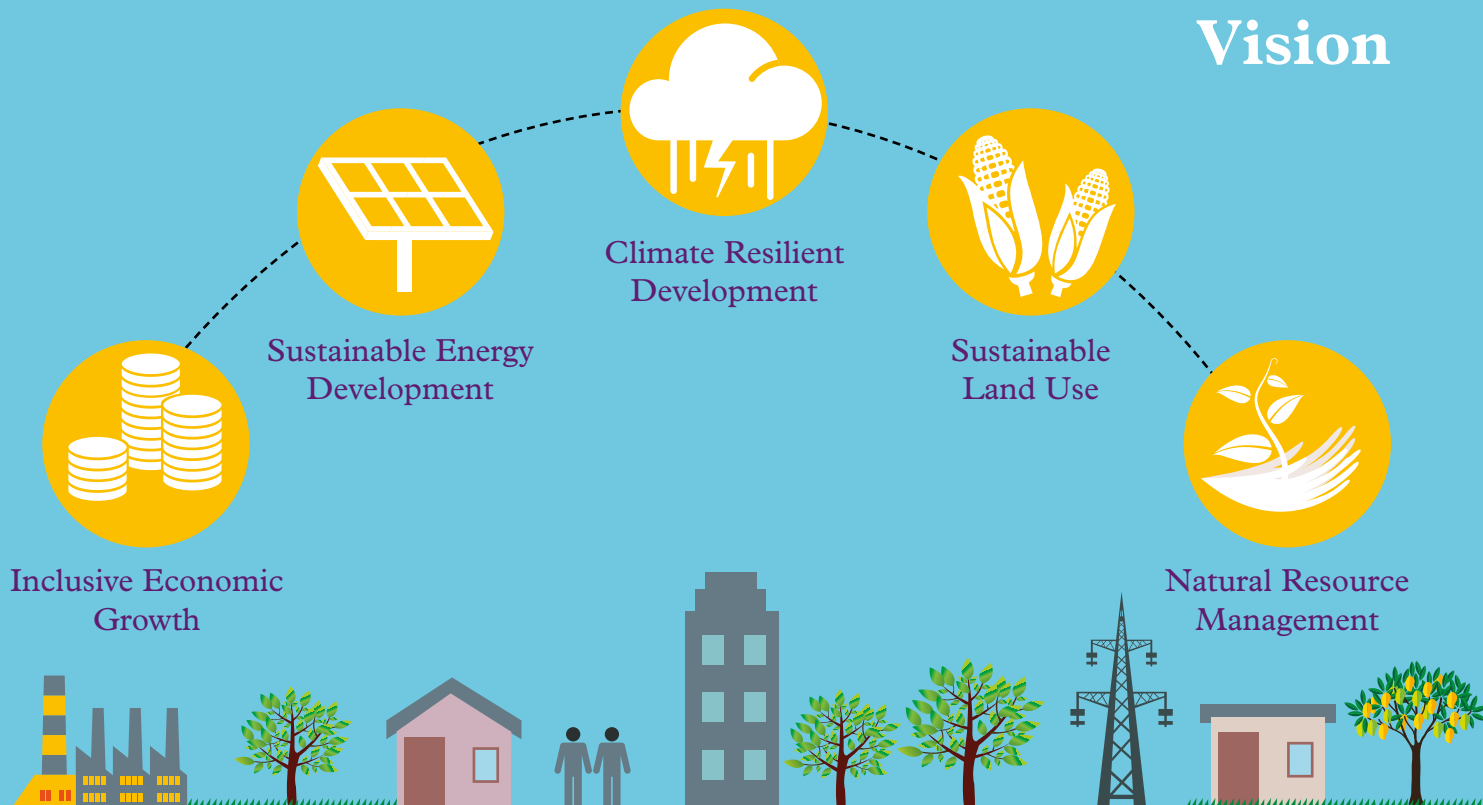 Vision
Inclusive Economic
Growth
Sustainable Energy
Development
Climate Resilient
Development
Sustainable
Land Use
Natural Resource
Management